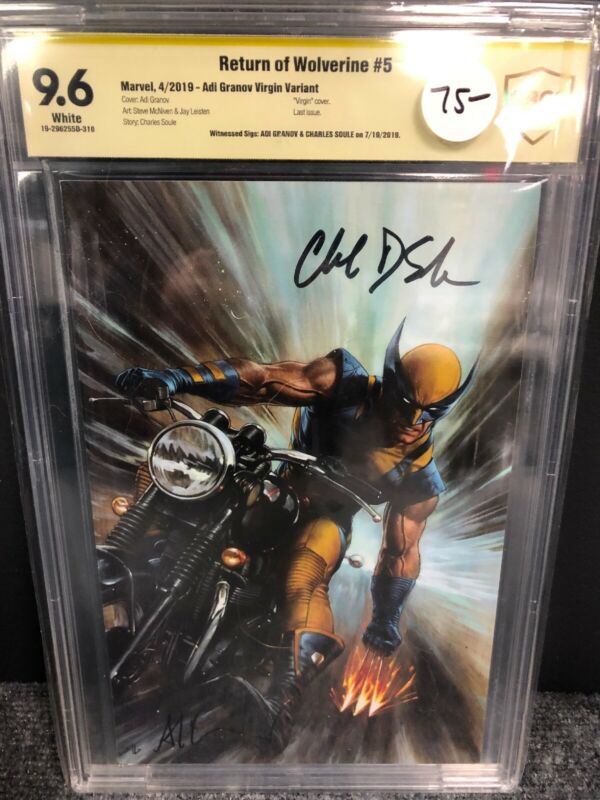 Return of Wolverine #5
9.6
White
19-296255D-310
Marvel, 4/2019 - Adi Granov Virgin Variant
Cover: Adi Granov
Art: Steve McNiven & Jay Leisten
Story: Charles Soule
"Virgin" cover.
Last issue.
Witnessed Sigs: ADI GRANOV & CHARLES SOULE on 7/10/2019.
75-